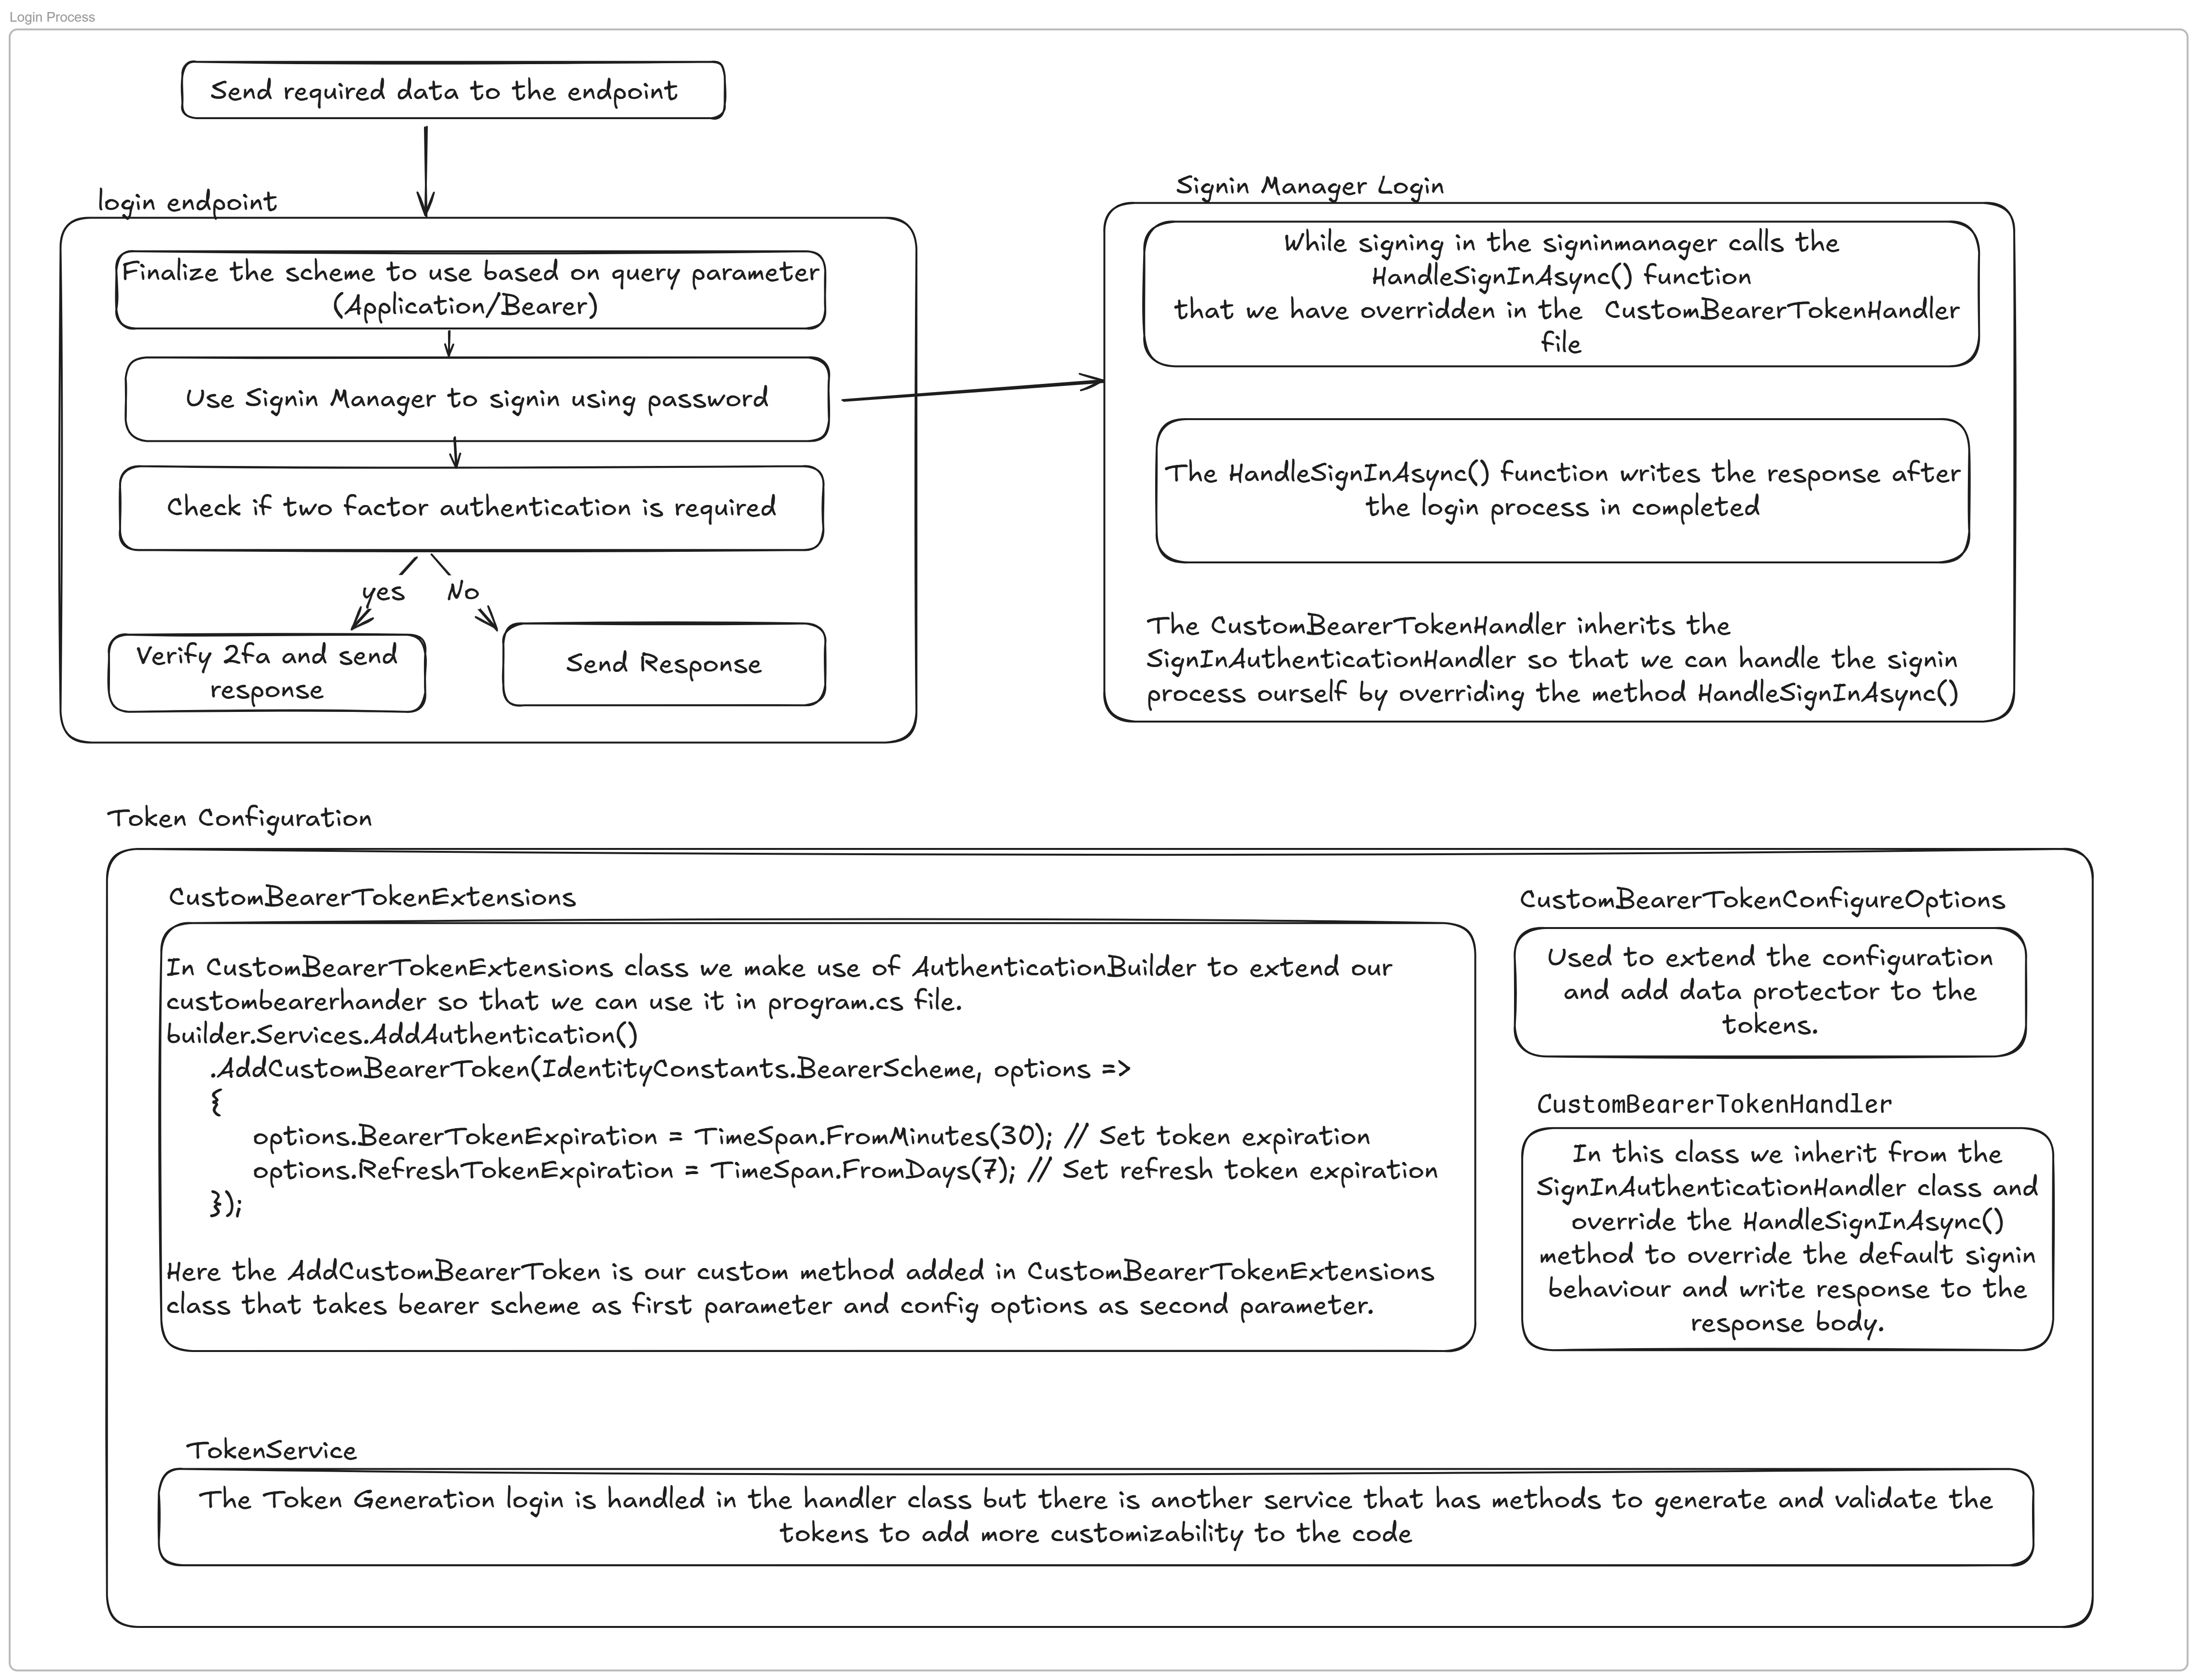 Login Process
Send required data to the endpoint
login endpoint
Finalize the scheme to use based on query parameter
(Application/Bearer)
Use Signin Manager to signin using password
Check if two factor authentication is required
yes
No
Verify 2fa and send
response
Send Response
Signin Manager Login
While signing in the signinmanager calls the
HandleSignInAsync() function
that we have overridden in the  CustomBearerTokenHandler
file
The HandleSignInAsync() function writes the response after
the login process in completed
The CustomBearerTokenHandler inherits the
SignInAuthenticationHandler so that we can handle the signin
process ourself by overriding the method HandleSignInAsync()
Token Configuration
CustomBearerTokenExtensions
In CustomBearerTokenExtensions class we make use of AuthenticationBuilder to extend our
custombearerhander so that we can use it in program.cs file.
builder.Services.AddAuthentication()
.AddCustomBearerToken(IdentityConstants.BearerScheme, options =>
{
options.BearerTokenExpiration = TimeSpan.FromMinutes(30); // Set token expiration
options.RefreshTokenExpiration = TimeSpan.FromDays(7); // Set refresh token expiration
});
Here the AddCustomBearerToken is our custom method added in CustomBearerTokenExtensions
class that takes bearer scheme as first parameter and config options as second parameter.
CustomBearerTokenConfigureOptions
Used to extend the configuration
and add data protector to the
tokens.
CustomBearerTokenHandler
In this class we inherit from the
SignInAuthenticationHandler class and
override the HandleSignInAsync()
method to override the default signin
behaviour and write response to the
response body.
TokenService
The Token Generation login is handled in the handler class but there is another service that has methods to generate and validate the
tokens to add more customizability to the code